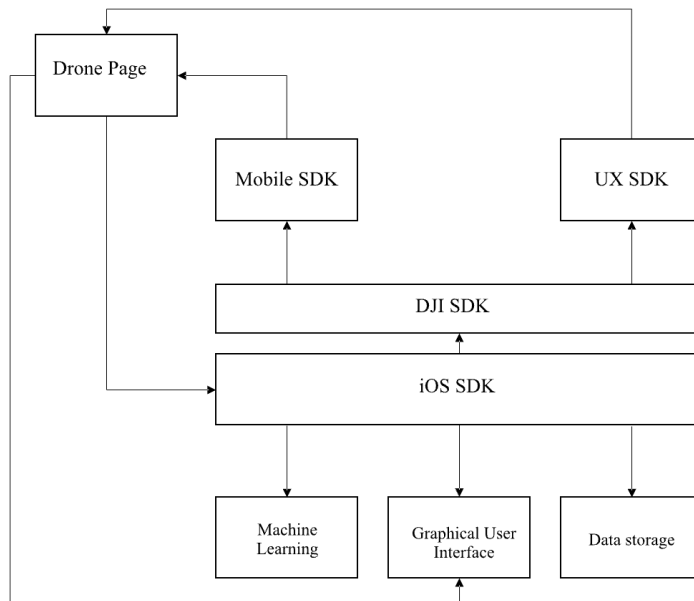 Drone Page
Mobile SDK
UX SDK
DJI SDK
iOS SDK
Machine
Learning
Graphical User
Interface
Data storage